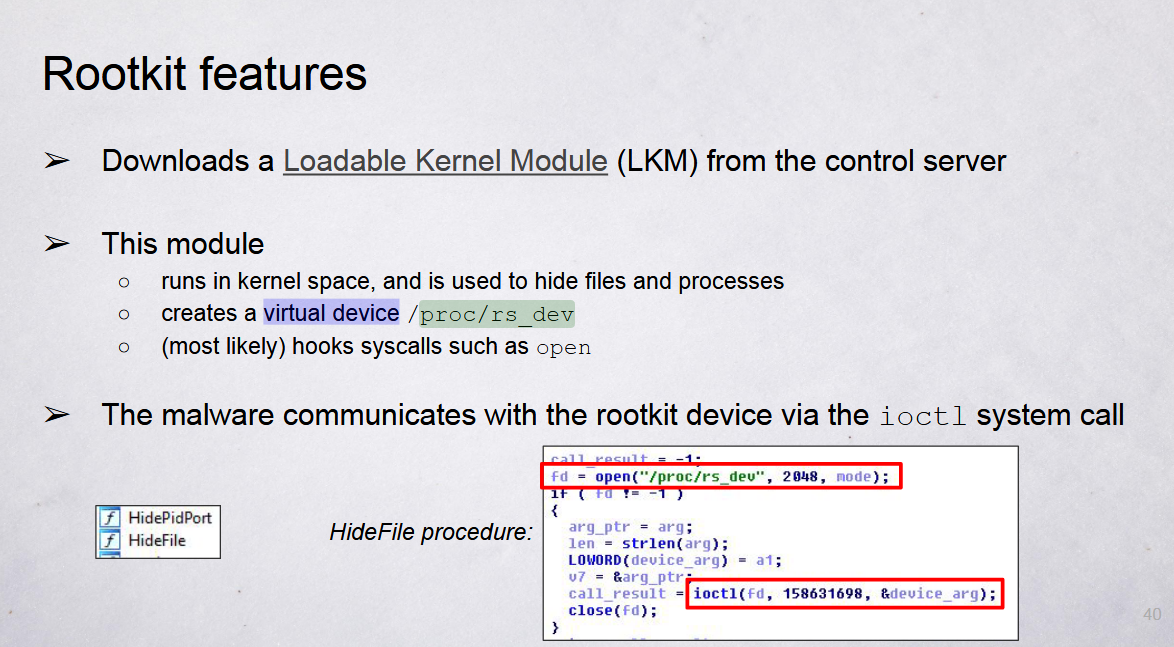 Rootkit features
➢ Downloads a Loadable Kernel Module (LKM) from the control server
➢ This module
○ runs in kernel space, and is used to hide files and processes
○ creates a virtual device /proc/rs_dev
○ (most likely) hooks syscalls such as open
➢ The malware communicates with the rootkit device via the ioctl system call
f HidePidPort
f HideFile
HideFile procedure:
call_result = -1;
fd = open("/proc/rs_dev", 2048, mode);
if ( fd != -1 )
{
arg_ptr = arg;
len = strlen(arg);
LOWORD(device_arg) = a1;
v7 = &arg_ptr;
call_result = ioctl(fd, 158631698, &device_arg);
close(fd);
}
40